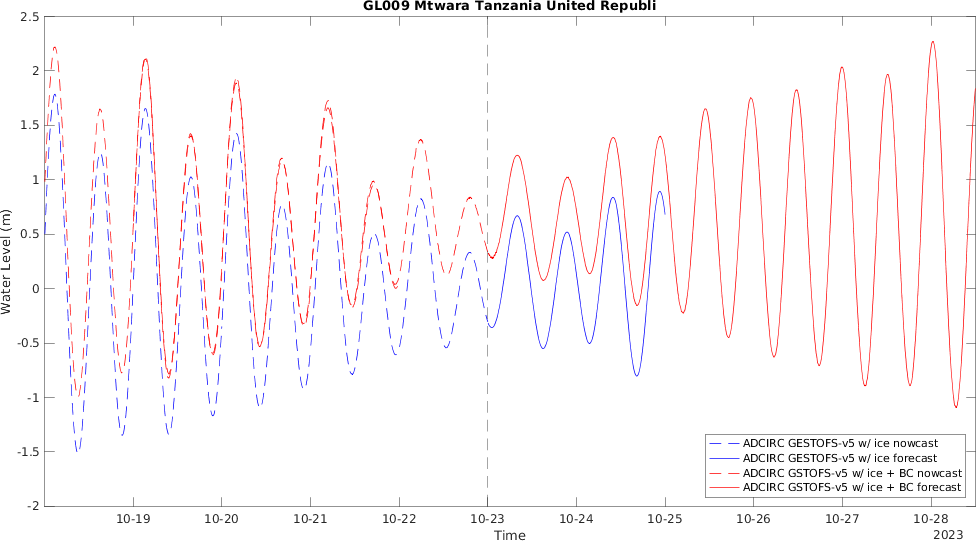 GL009 Mtwara Tanzania United Republi
2.5
2
1.5
1
0.5
0
-0.5
-1
-1.5
-2
Water Level (m)
10-19 10-20 10-21 10-22 10-23 10-24 10-25 10-26 10-27 10-28
Time
2023
ADCIRC GESTOFS-v5 w/ ice nowcast
ADCIRC GESTOFS-v5 w/ ice forecast
ADCIRC GSTOFS-v5 w/ ice + BC nowcast
ADCIRC GSTOFS-v5 w/ ice + BC forecast